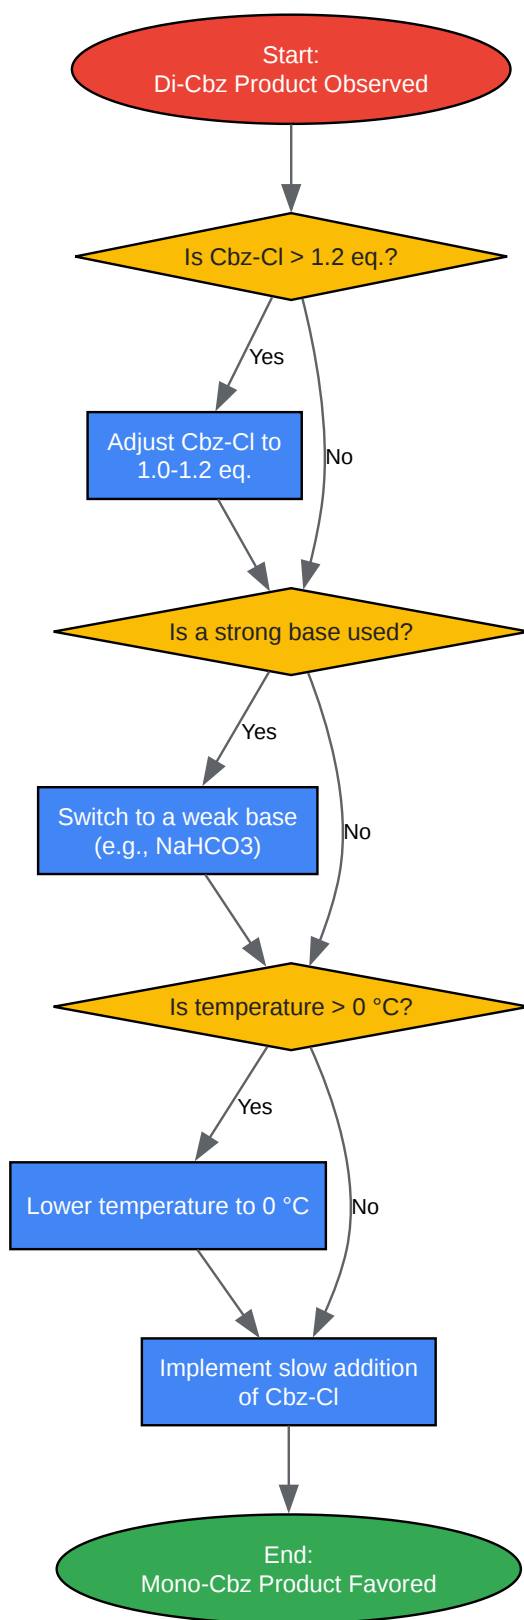 Start:
Di-Cbz Product Observed
Is Cbz-Cl > 1.2 eq.?
Yes
Adjust Cbz-Cl to
1.0-1.2 eq.
No
Is a strong base used?
Yes
Switch to a weak base
(e.g., NaHCO3)
No
Is temperature > 0 °C?
Yes
Lower temperature to 0 °C
No
Implement slow addition
of Cbz-Cl
End:
Mono-Cbz Product Favored